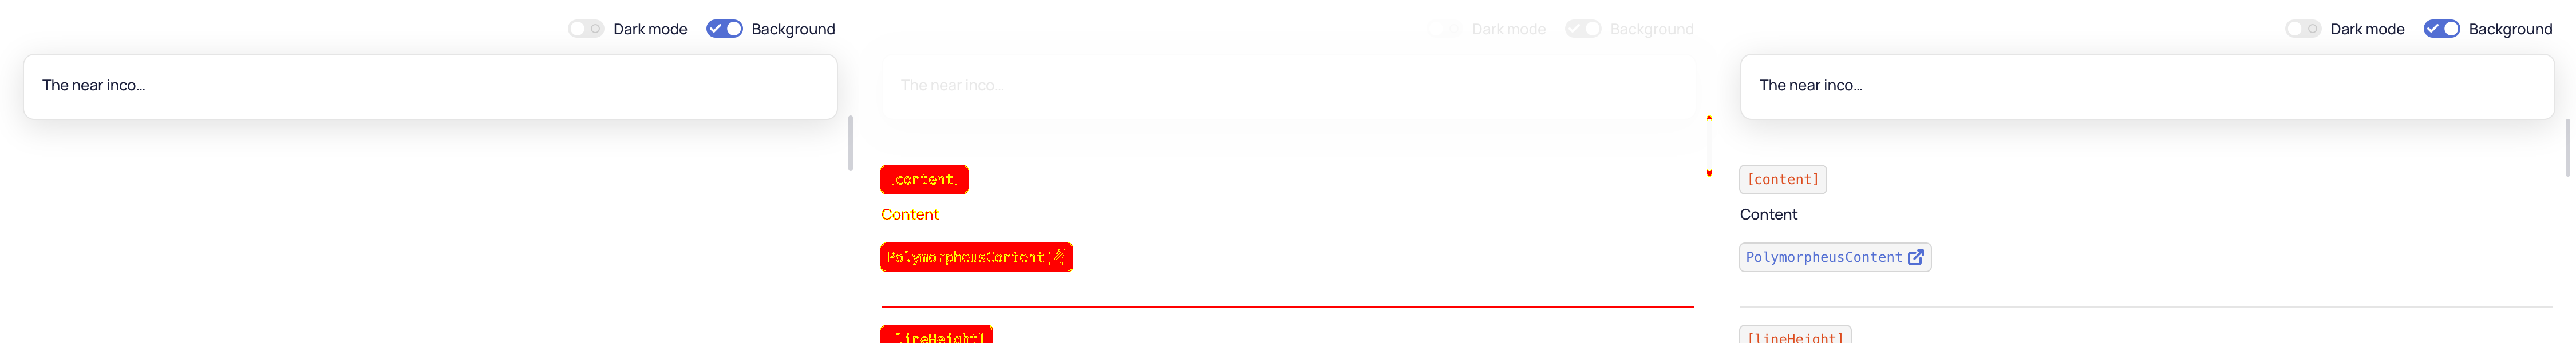 Dark mode Background Dark mode Background Dark mode Background
The near inco... The near inco... The near inco...
[content] [content]
Content Content
PolymorpheusContent PolymorpheusContent
[lineHeight] [lineHeight]